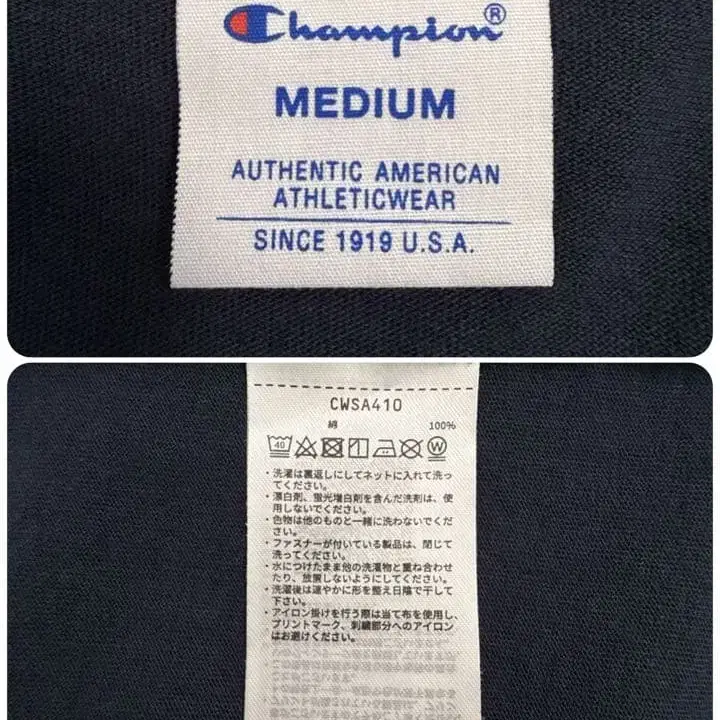 Champion®
MEDIUM
AUTHENTIC AMERICAN
ATHLETICWEAR
SINCE 1919 U.S.A.
CWSA410
綿 100%
40 W
・洗濯は裏返しにしてネットに入れて洗っ
てください。
・漂白剤、蛍光増白剤を含んだ洗剤は、使
用しないでください。
・色物は他のものと一緒に洗わないでくだ
さい。
・ファスナーが付いている製品は、閉じて
洗ってください。
・水につけたまま他の洗濯物と重ね合わせ
たり、放置しないようにしてください。
・洗濯後は速やかに形を整え日陰で干して
下さい。
・アイロン掛けを行う際は当て布を使用し、
プリントマーク、刺繍部分へのアイロン
はお避けください。